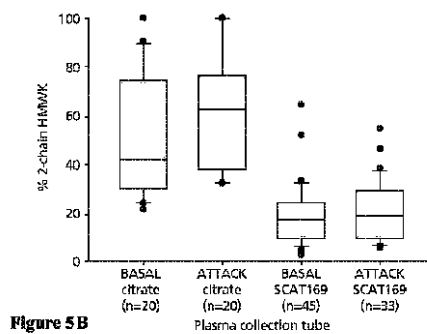 100
80
60
40
20
0
% 2-chain HMWK
BASAL citrate (n=20)
ATTACK citrate (n=20)
BASAL SCAT169 (n=45)
ATTACK SCAT169 (n=33)
Plasma collection tube
Figure 5B